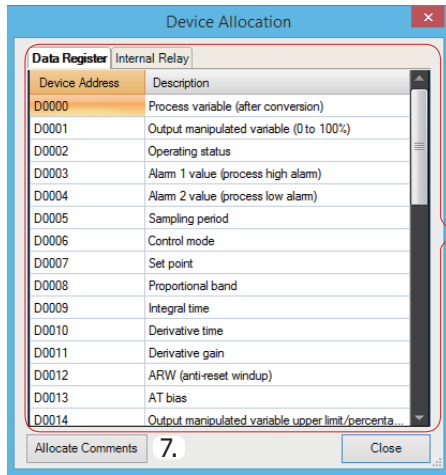 Device Allocation
Data Register Internal Relay
Device Address Description
D0000 Process variable (after conversion)
D0001 Output manipulated variable (0 to 100%)
D0002 Operating status
D0003 Alarm 1 value (process high alarm)
D0004 Alarm 2 value (process low alarm)
D0005 Sampling period
D0006 Control mode
D0007 Set point
D0008 Proportional band
D0009 Integral time
D0010 Derivative time
D0011 Derivative gain
D0012 ARW (anti-reset windup)
D0013 AT bias
D0014 Output manipulated variable upper limit/percenta...
Allocate Comments 7. Close